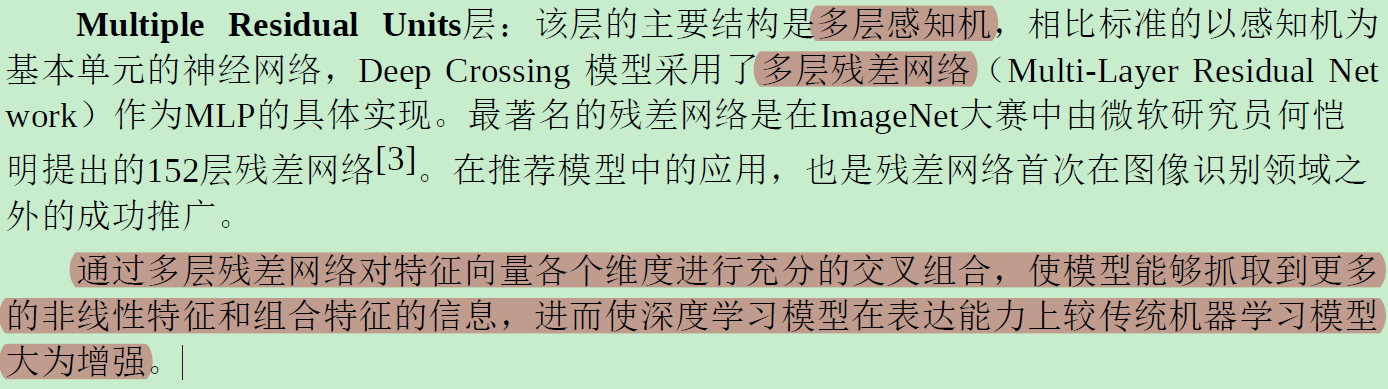 Multiple Residual Units层：该层的主要结构是多层感知机，相比标准的以感知机为
基本单元的神经网络，Deep Crossing 模型采用了多层残差网络（Multi-Layer Residual Net
work）作为MLP的具体实现。最著名的残差网络是在ImageNet大赛中由微软研究员何恺
明提出的152层残差网络[3]。在推荐模型中的应用，也是残差网络首次在图像识别领域之
外的成功推广。
通过多层残差网络对特征向量各个维度进行充分的交叉组合，使模型能够抓取到更多
的非线性特征和组合特征的信息，进而使深度学习模型在表达能力上较传统机器学习模型
大为增强。